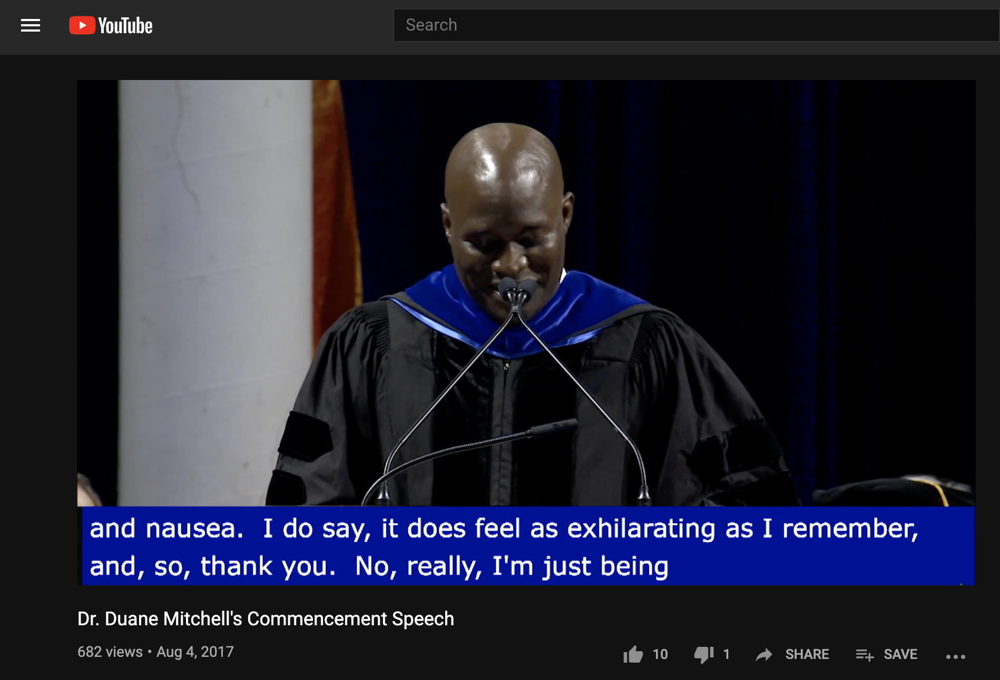 YouTube
Search
and nausea.  I do say, it does feel as exhilarating as I remember,
and, so, thank you.  No, really, I'm just being
Dr. Duane Mitchell's Commencement Speech
682 views • Aug 4, 2017
10
1
SHARE
SAVE